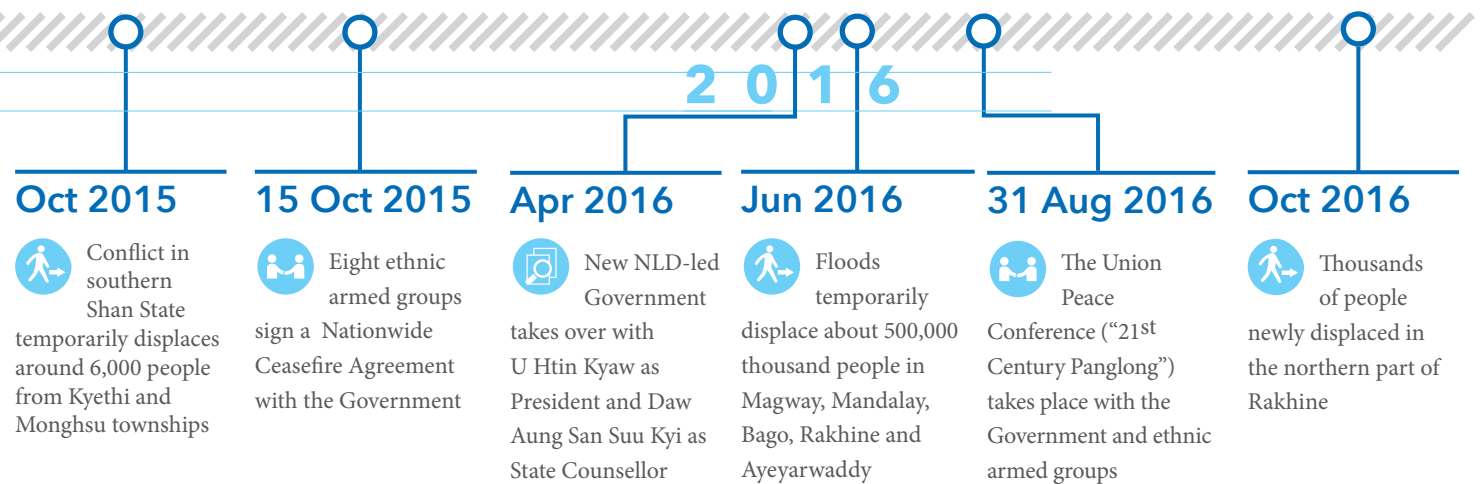 2 0 1 6
Oct 2015
Conflict in
southern
Shan State
temporarily displaces
around 6,000 people
from Kyethi and
Monghsu townships
15 Oct 2015
Eight ethnic
armed groups
sign a Nationwide
Ceasefire Agreement
with the Government
Apr 2016
New NLD-led
Government
takes over with
U Htin Kyaw as
President and Daw
Aung San Suu Kyi as
State Counsellor
Jun 2016
Floods
temporarily
displace about 500,000
thousand people in
Magway, Mandalay,
Bago, Rakhine and
Ayeyarwaddy
31 Aug 2016
The Union
Peace
Conference (“21st
Century Panglong”)
takes place with the
Government and ethnic
armed groups
Oct 2016
Thousands
of people
newly displaced in
the northern part of
Rakhine